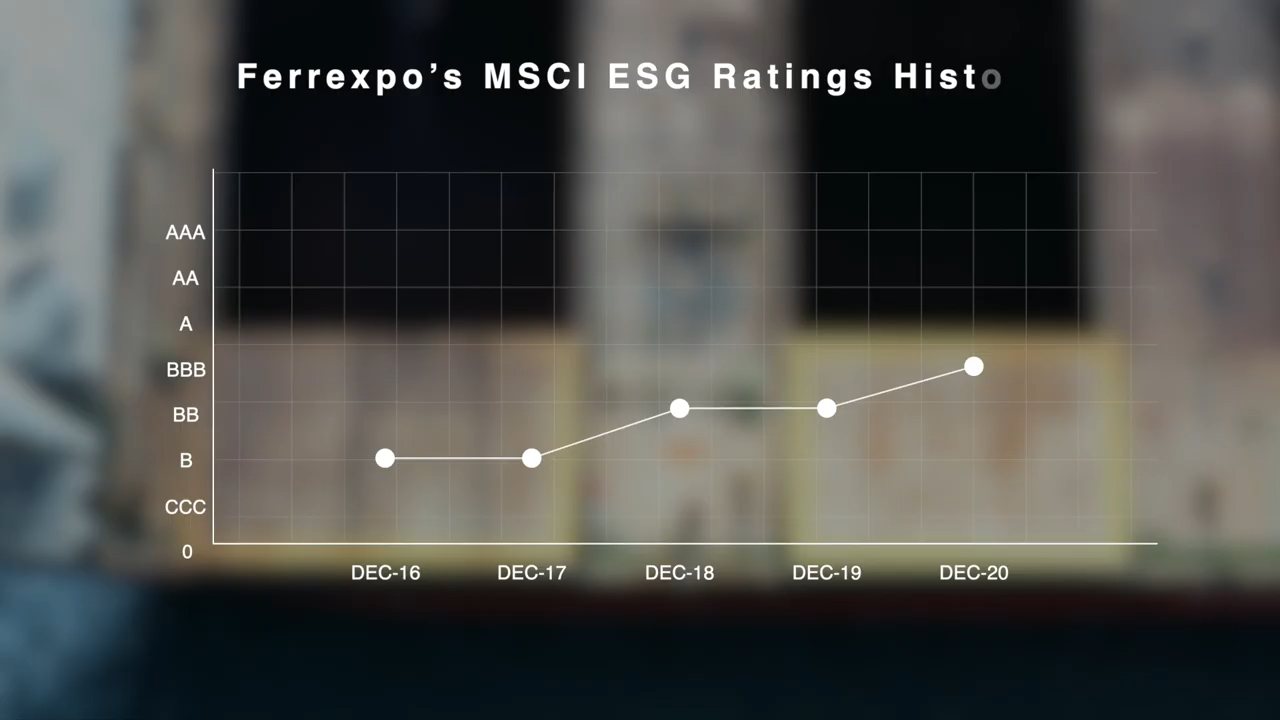 Ferrexpo’s MSCI ESG Ratings Histo
AAA
AA
A
BBB
BB
B
CCC
0
DEC-16 DEC-17 DEC-18 DEC-19 DEC-20